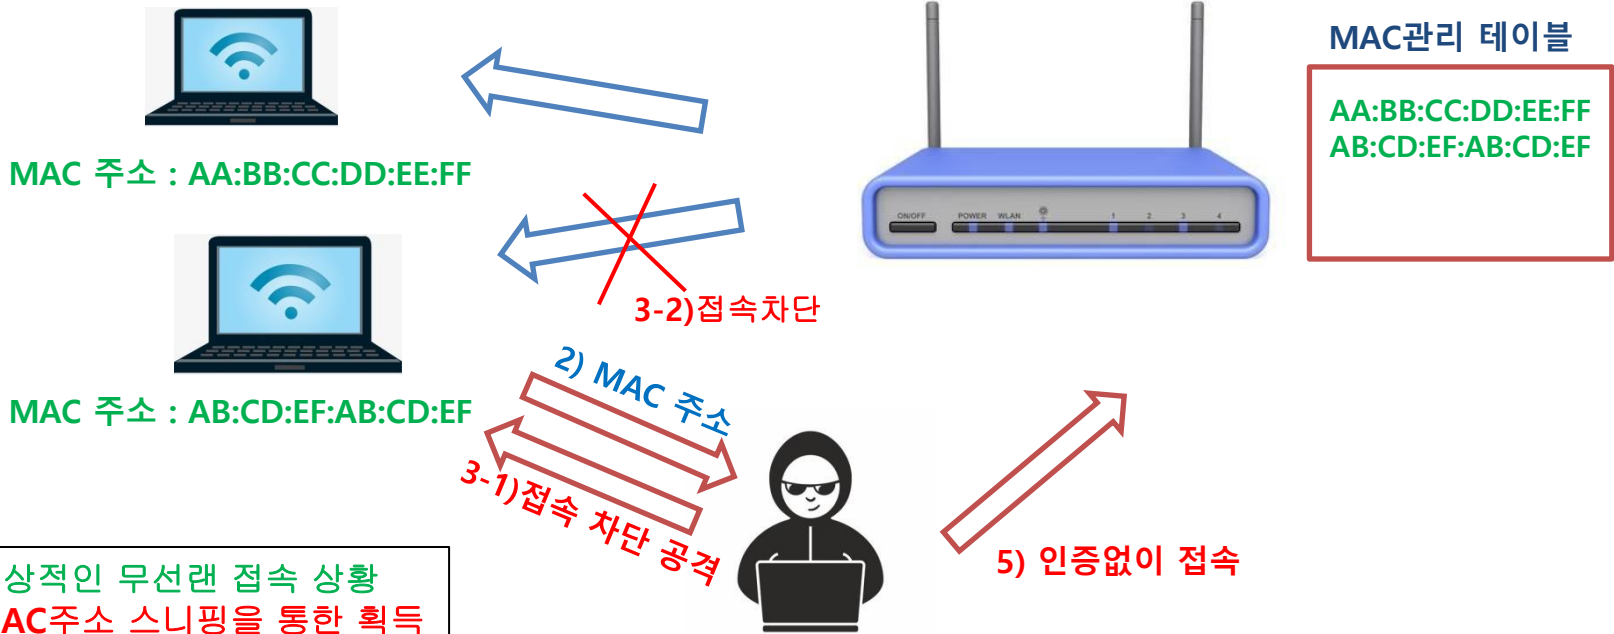 MAC관리 테이블
AA:BB:CC:DD:EE:FF
AB:CD:EF:AB:CD:EF
MAC 주소 : AA:BB:CC:DD:EE:FF
ON/OFF
POWER
WLAN
1
2
3
4
3-2)접속차단
2) MAC 주소
MAC 주소 : AB:CD:EF:AB:CD:EF
3-1)접속 차단 공격
5) 인증없이 접속
상적인 무선랜 접속 상황
AC주소 스니핑을 통한 획득